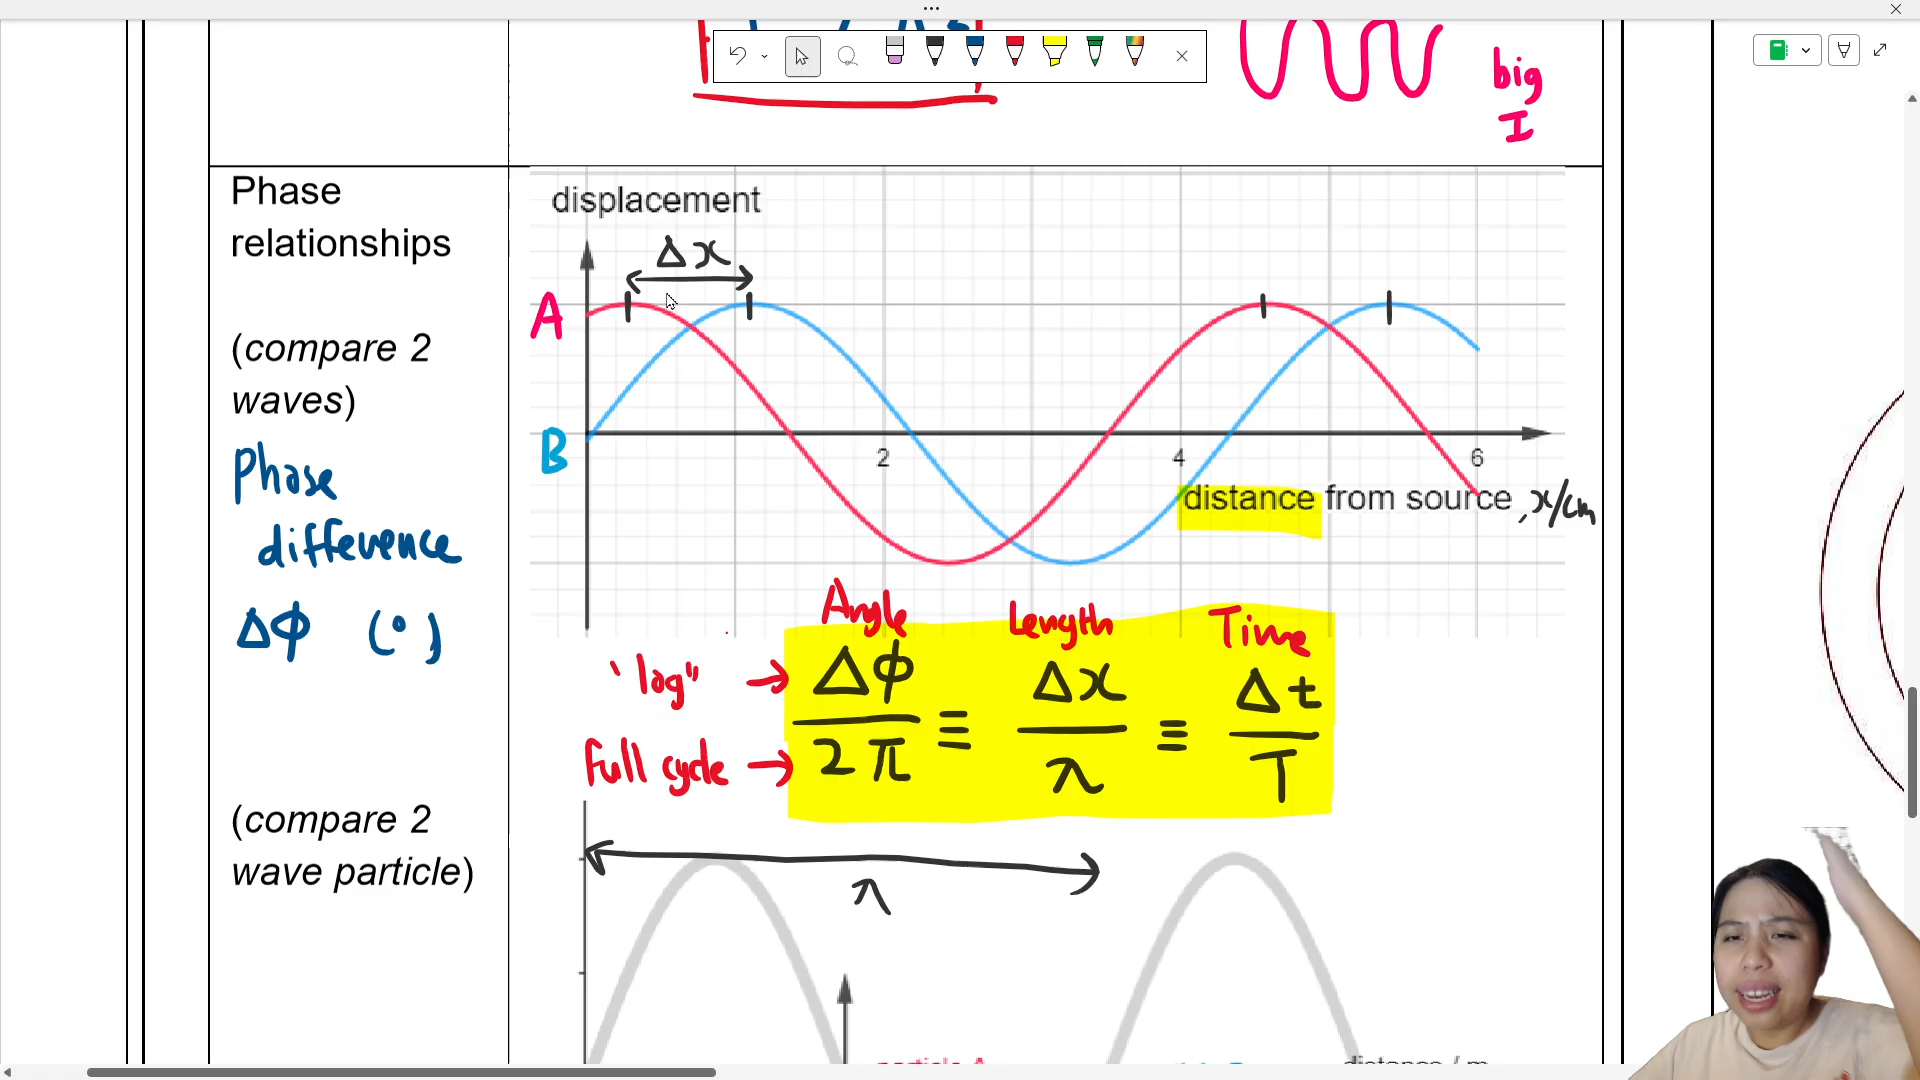 big
I
Phase
relationships
(compare 2
waves)
Phase
difference
Δφ (°)
(compare 2
wave particle)
displacement
Δx
A
B
2
4
6
distance from source, x/cm
Angle
Length
Time
"lag" →
Full cycle →
Δφ/2π ≡ Δx/λ ≡ Δt/T
λ